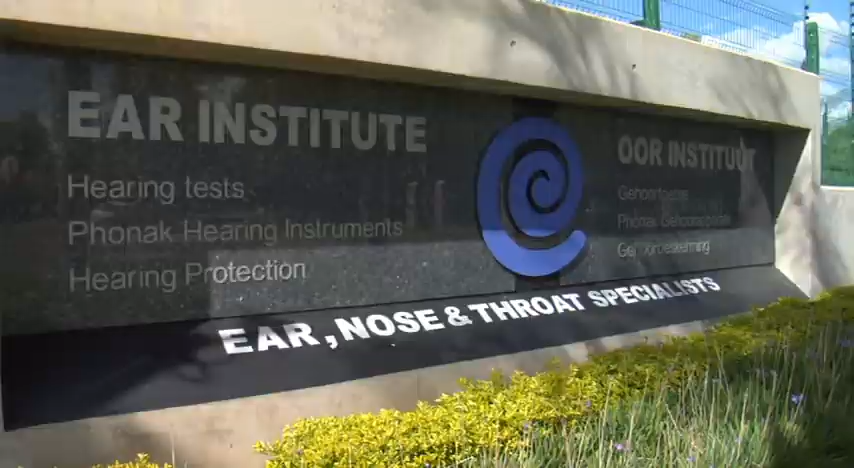 EAR INSTITUTE
Hearing tests
Phonak Hearing Instruments
Hearing Protection
OOR INSTITUUT
Gehoortoetse
Phonak
EAR, NOSE & THROAT SPECIALISTS